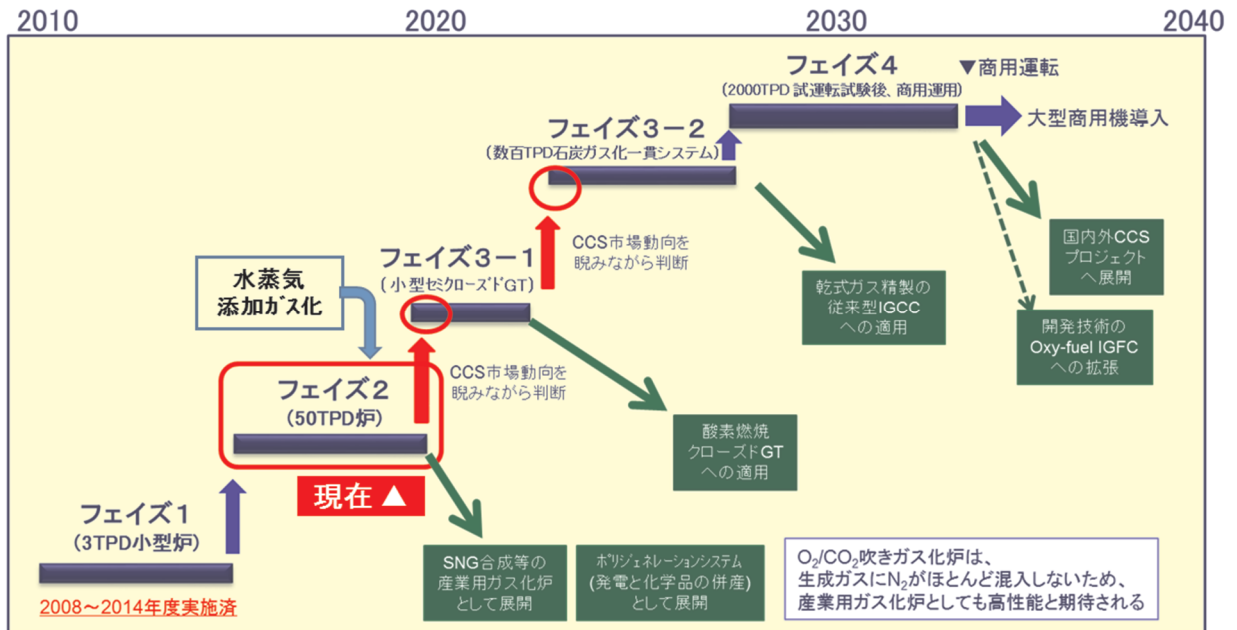 2010
2020
2030
2040
フェイズ4
(2000TPD 試運転試験後、商用運用)
▼商用運転
大型商用機導入
フェイズ3－2
(数百TPD石炭ガス化一貫システム)
国内外CCS
プロジェクト
へ展開
CCS市場動向を
睨みながら判断
フェイズ3－1
(小型ｾﾐｸﾛｰｽﾞﾄﾞGT)
水蒸気
添加ｶﾞｽ化
乾式ガス精製の
従来型IGCC
への適用
開発技術の
Oxy-fuel IGFC
への拡張
CCS市場動向を
睨みながら判断
フェイズ2
(50TPD炉)
酸素燃焼
クローズドGT
への適用
現在 ▲
フェイズ1
(3TPD小型炉)
SNG合成等の
産業用ガス化炉
として展開
ﾎﾟﾘｼﾞｪﾈﾚｰｼｮﾝｼｽﾃﾑ
(発電と化学品の併産)
として展開
O₂/CO₂吹きガス化炉は、
生成ガスにN₂がほとんど混入しないため、
産業用ガス化炉としても高性能と期待される
2008～2014年度実施済